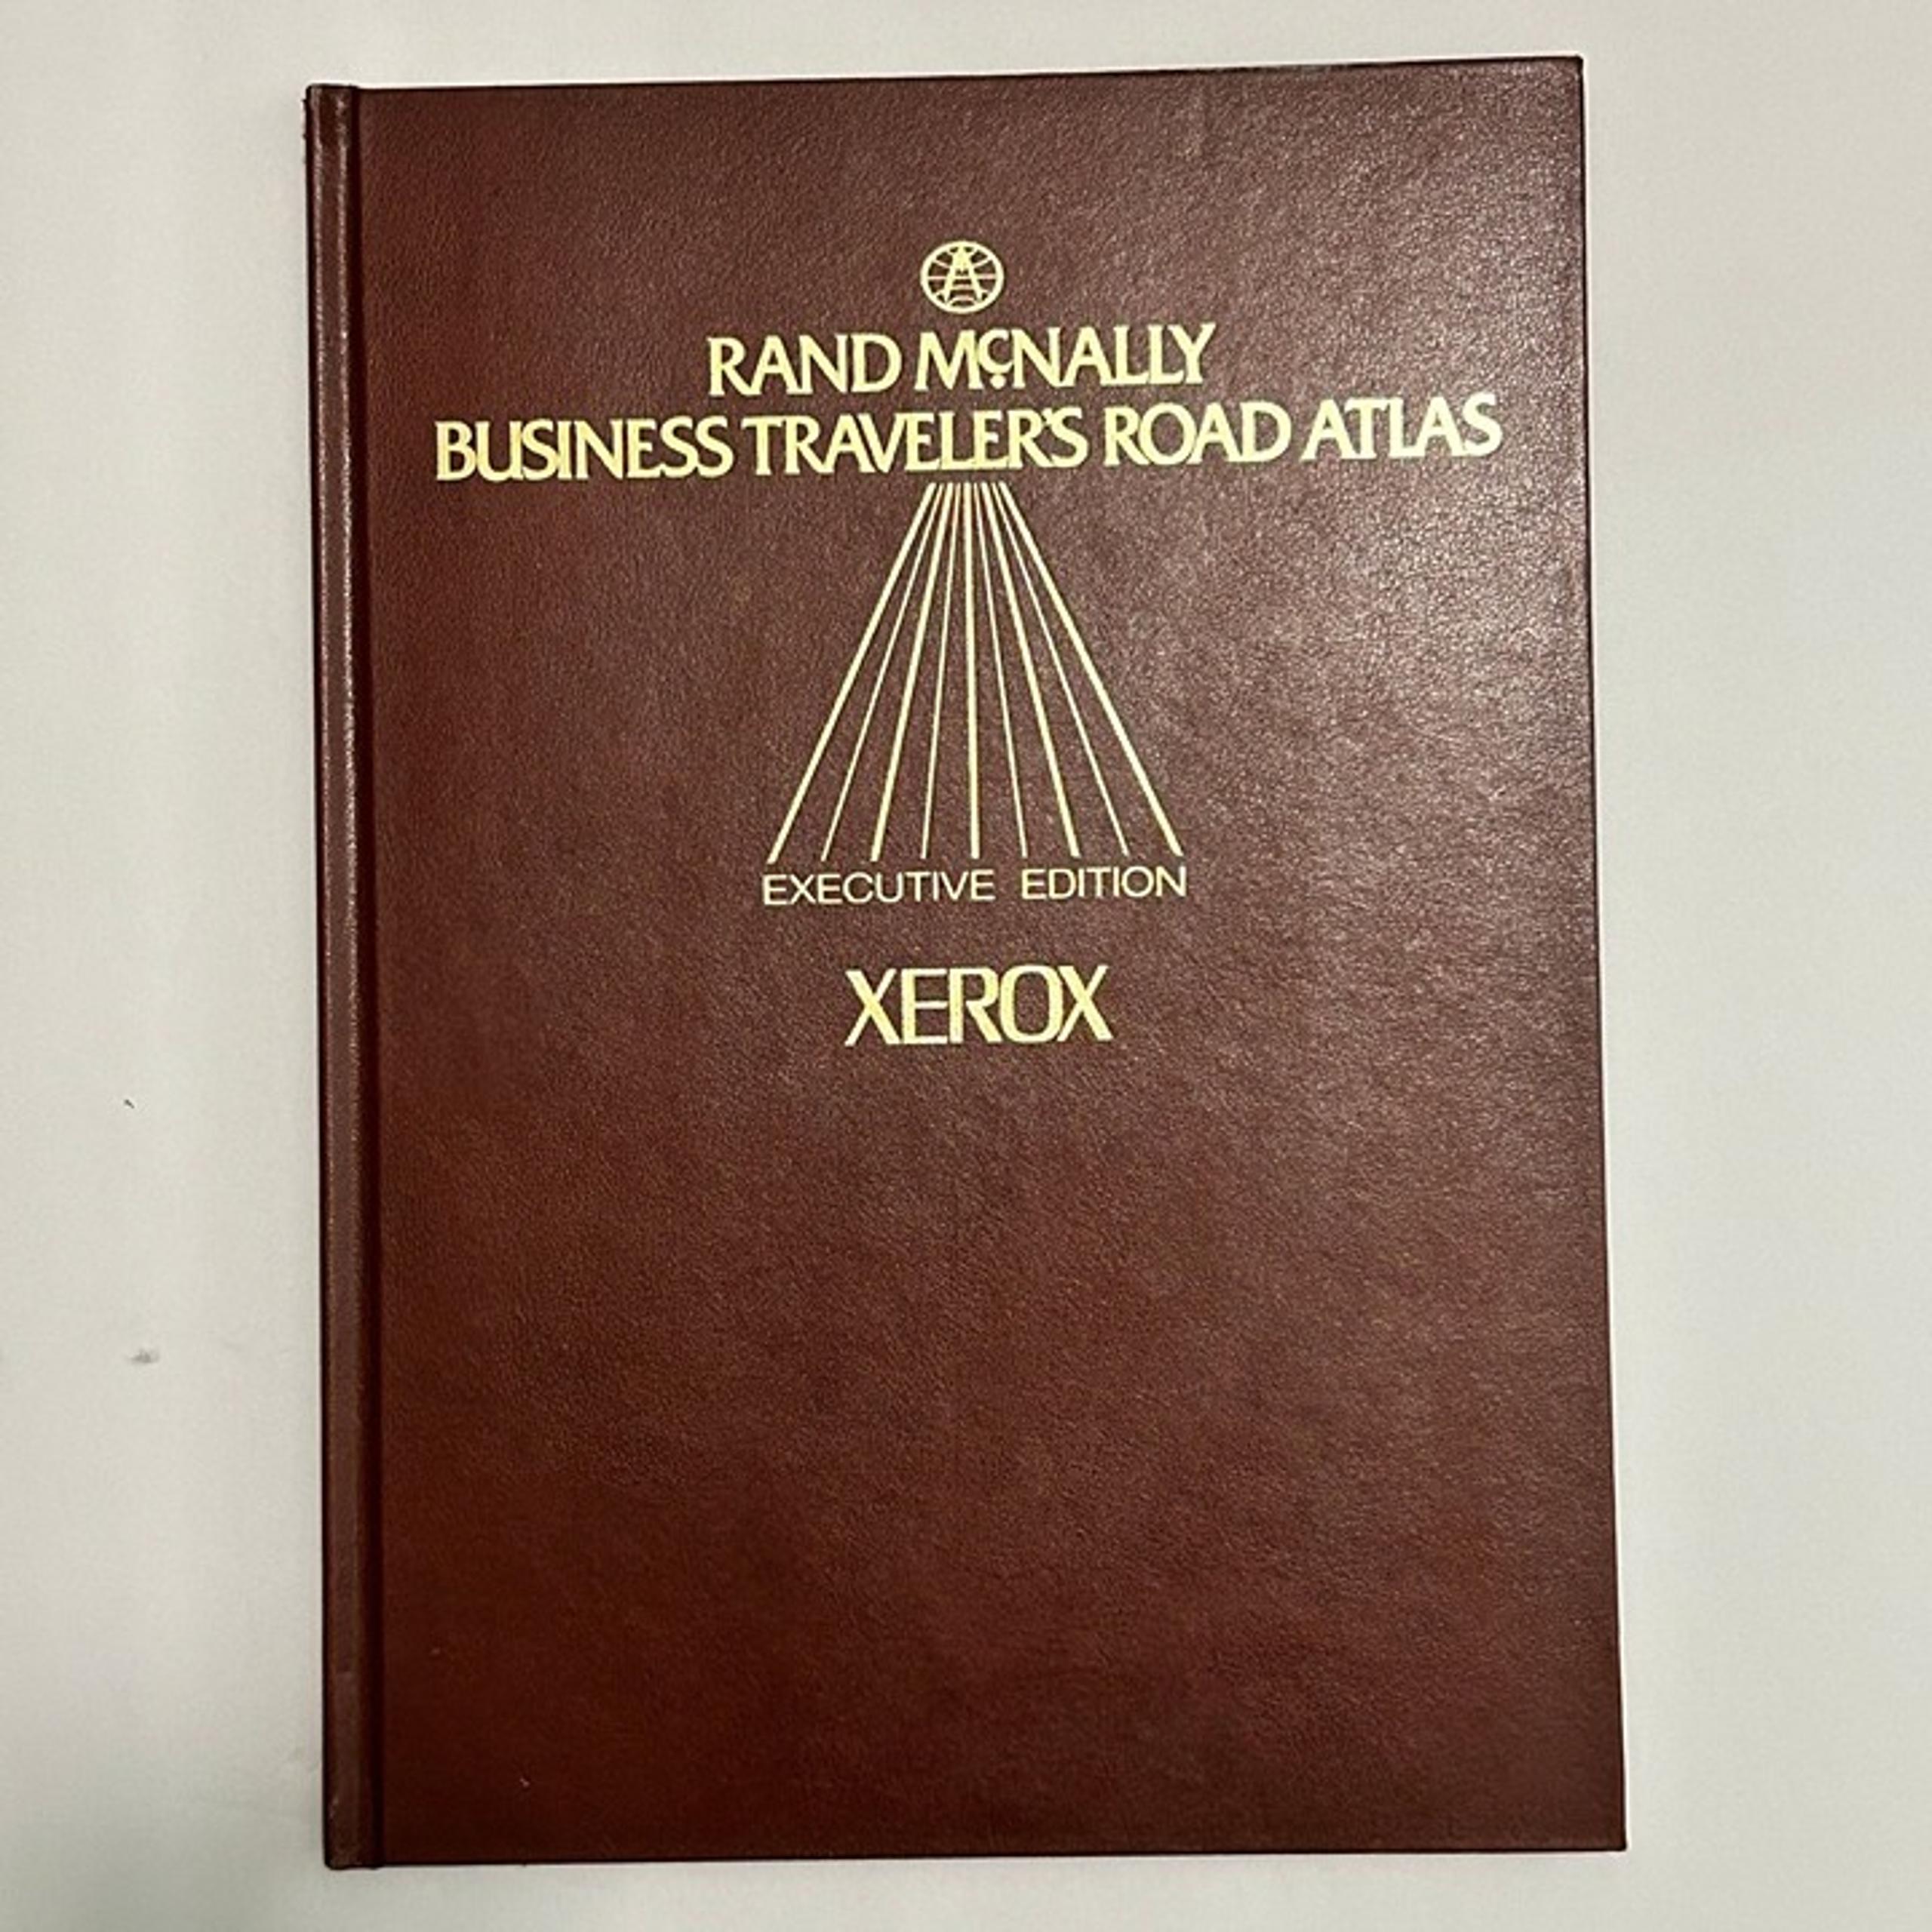 RAND McNALLY
BUSINESS TRAVELER'S ROAD ATLAS
EXECUTIVE EDITION
XEROX